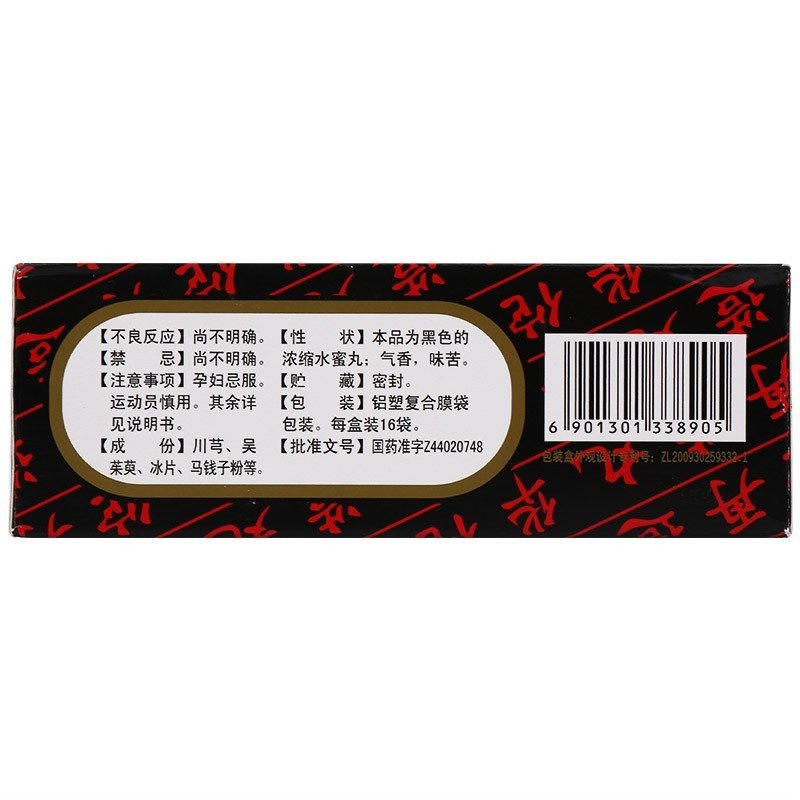 【不良反应】尚不明确。
【禁　　忌】尚不明确。
【注意事项】孕妇忌服。
运动员慎用。其余详
见说明书。
【成　　份】川芎、吴
茱萸、冰片、马钱子粉等。
【性　　状】本品为黑色的
浓缩水蜜丸；气香，味苦。
【贮　　藏】密封。
【包　　装】铝塑复合膜袋
包装。每盒装16袋。
【批准文号】国药准字Z44020748
6 901301 338905
包装盒外观设计专利号：ZL200930259332.1